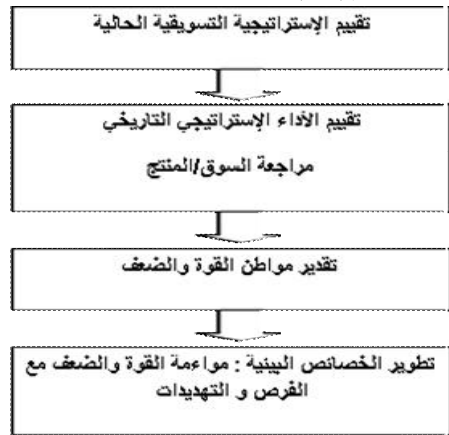 تقييم الإستراتيجية التسويقية الحالية
تقييم الأداء الإستراتيجي التاريخي
مراجعة السوق/المنتج
تقدير مواطن القوة والضعف
تطوير الخصائص البيئية : مواءمة القوة والضعف مع
الفرص و التهديدات